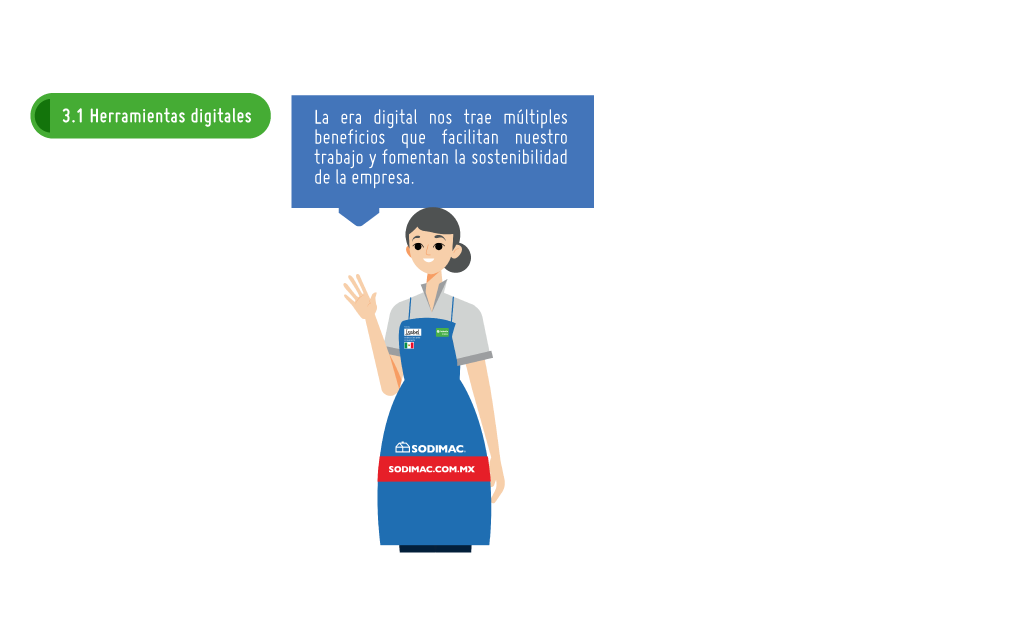 3.1 Herramientas digitales
La era digital nos trae múltiples
beneficios que facilitan nuestro
trabajo y fomentan la sostenibilidad
de la empresa.
Isabel
SODIMAC
SODIMAC.COM.MX